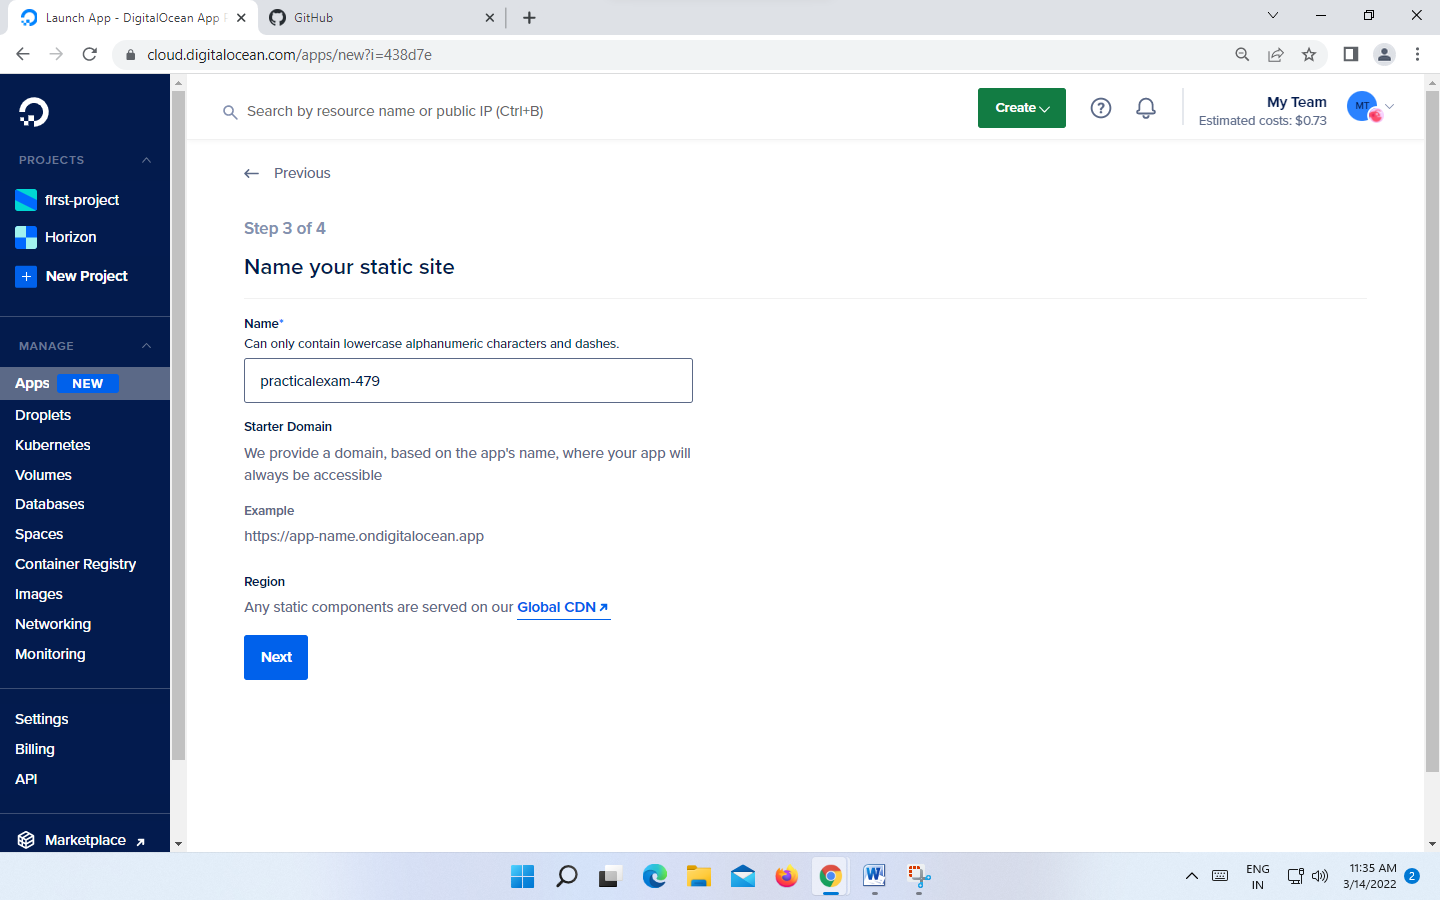 Launch App - DigitalOcean App P
GitHub
cloud.digitalocean.com/apps/new?i=438d7e
Search by resource name or public IP (Ctrl+B)
Create
My Team
Estimated costs: $0.73
MT
PROJECTS
first-project
Horizon
New Project
MANAGE
Apps NEW
Droplets
Kubernetes
Volumes
Databases
Spaces
Container Registry
Images
Networking
Monitoring
Settings
Billing
API
Marketplace
Previous
Step 3 of 4
Name your static site
Name*
Can only contain lowercase alphanumeric characters and dashes.
practicalexam-479
Starter Domain
We provide a domain, based on the app's name, where your app will
always be accessible
Example
https://app-name.ondigitalocean.app
Region
Any static components are served on our Global CDN
Next
ENG
IN
11:35 AM
3/14/2022
2